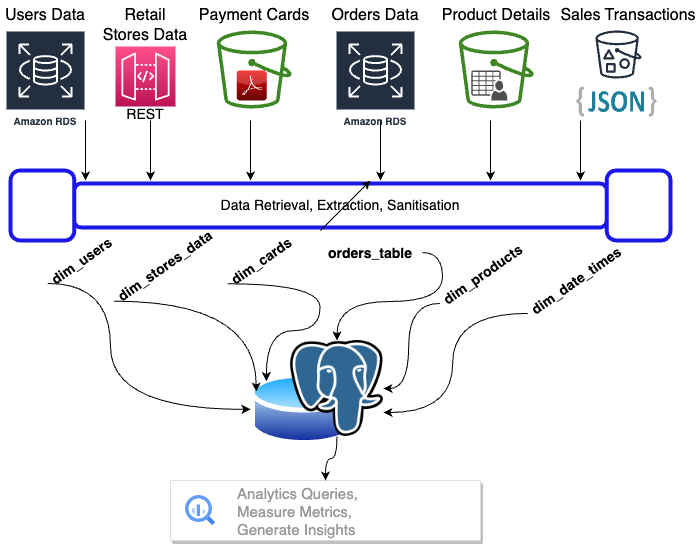 Users Data
Retail
Stores Data
Payment Cards
Orders Data
Product Details
Sales Transactions
Amazon RDS
REST
Amazon RDS
{JSON}
Data Retrieval, Extraction, Sanitisation
dim_users
dim_stores_data
dim_cards
orders_table
dim_products
dim_date_times
Analytics Queries,
Measure Metrics,
Generate Insights